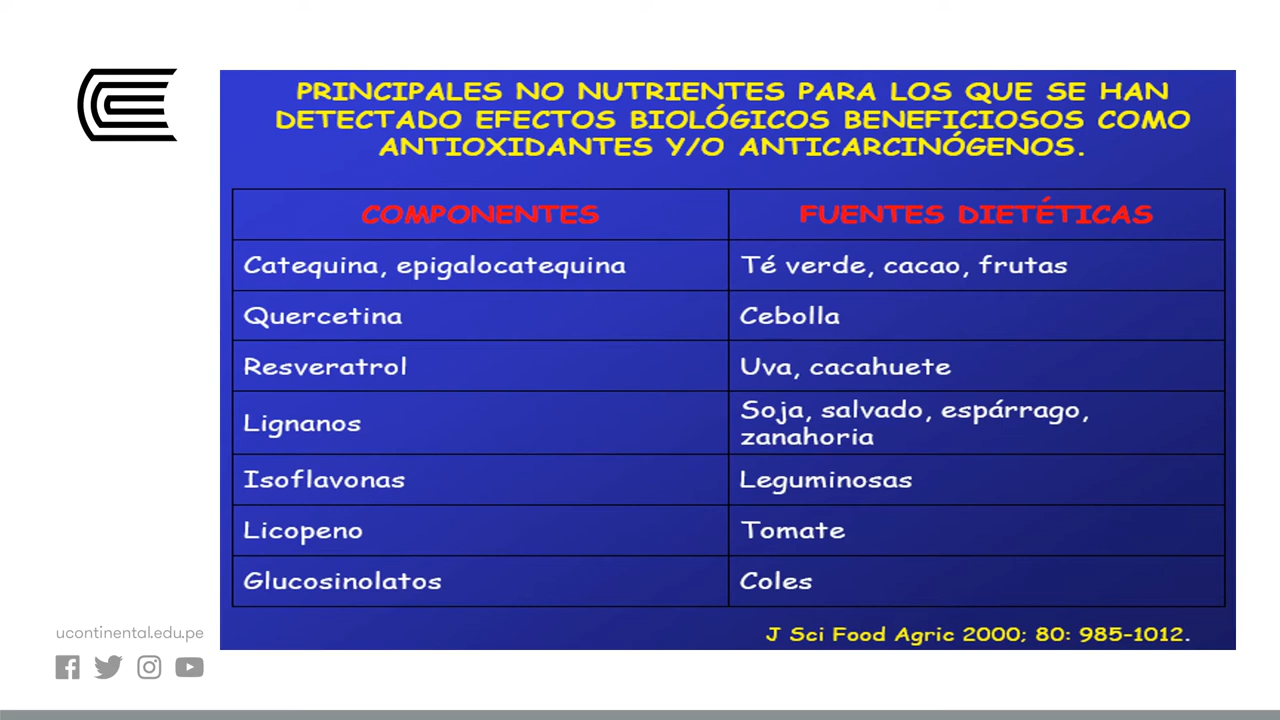 PRINCIPALES NO NUTRIENTES PARA LOS QUE SE HAN
DETECTADO EFECTOS BIOLÓGICOS BENEFICIOSOS COMO
ANTIOXIDANTES Y/O ANTICARCINÓGENOS.
COMPONENTES FUENTES DIETÉTICAS
Catequina, epigalocatequina Té verde, cacao, frutas
Quercetina Cebolla
Resveratrol Uva, cacahuete
Lignanos Soja, salvado, espárrago,
zanahoria
Isoflavonas Leguminosas
Licopeno Tomate
Glucosinolatos Coles
J Sci Food Agric 2000; 80: 985-1012.
ucontinental.edu.pe